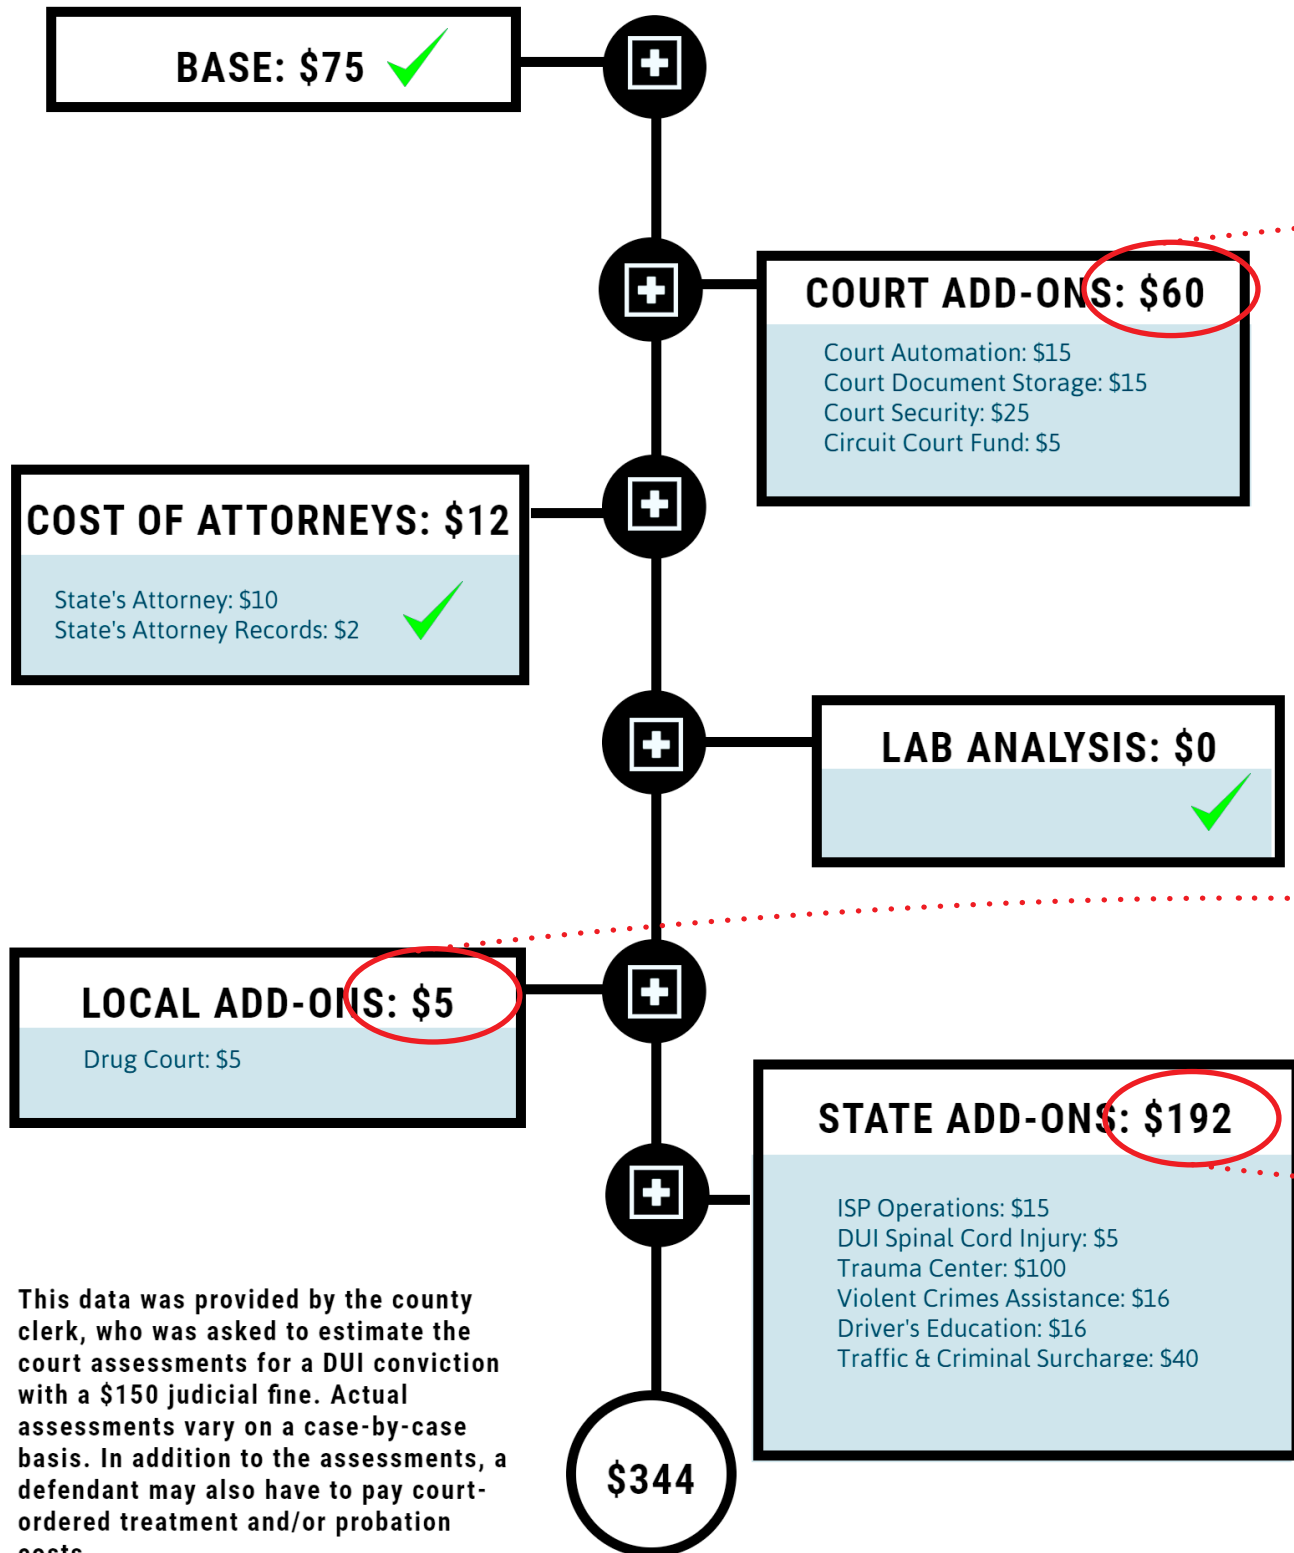 BASE: $75
COURT ADD-ONS: $60
Court Automation: $15
Court Document Storage: $15
Court Security: $25
Circuit Court Fund: $5
COST OF ATTORNEYS: $12
State's Attorney: $10
State's Attorney Records: $2
LAB ANALYSIS: $0
LOCAL ADD-ONS: $5
Drug Court: $5
STATE ADD-ONS: $192
ISP Operations: $15
DUI Spinal Cord Injury: $5
Trauma Center: $100
Violent Crimes Assistance: $16
Driver's Education: $16
Traffic & Criminal Surcharge: $40
This data was provided by the county
clerk, who was asked to estimate the
court assessments for a DUI conviction
with a $150 judicial fine. Actual
assessments vary on a case-by-case
basis. In addition to the assessments, a
defendant may also have to pay court-
ordered treatment and/or probation
costs
$344